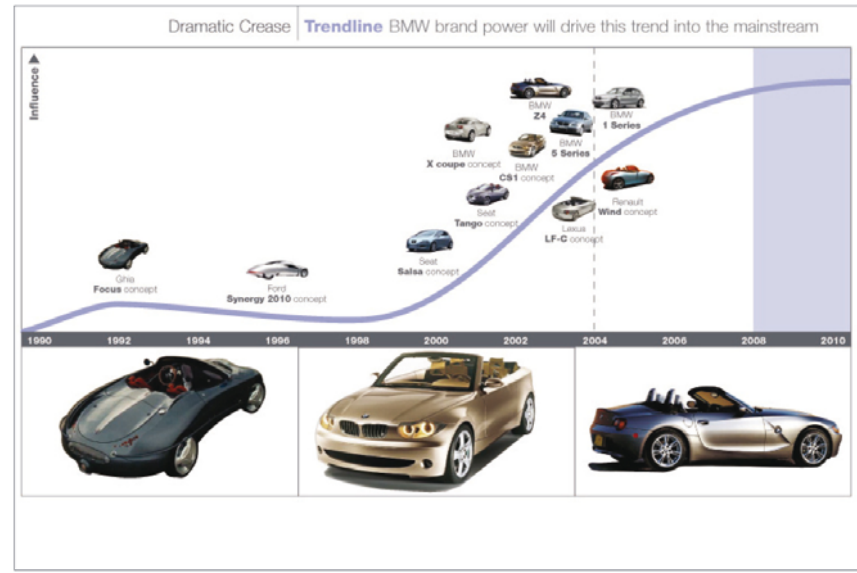 Dramatic Crease Trendline BMW brand power will drive this trend into the mainstream
Influence
BMW
Z4
BMW
1 Series
BMW
5 Series
BMW
X coupe concept
BMW
CS1 concept
Seat
Tango concept
Renault
Wind concept
Lexus
LF-C concept
Seat
Salsa concept
Ghia
Focus concept
Ford
Synergy 2010 concept
1990 1992 1994 1996 1998 2000 2002 2004 2006 2008 2010